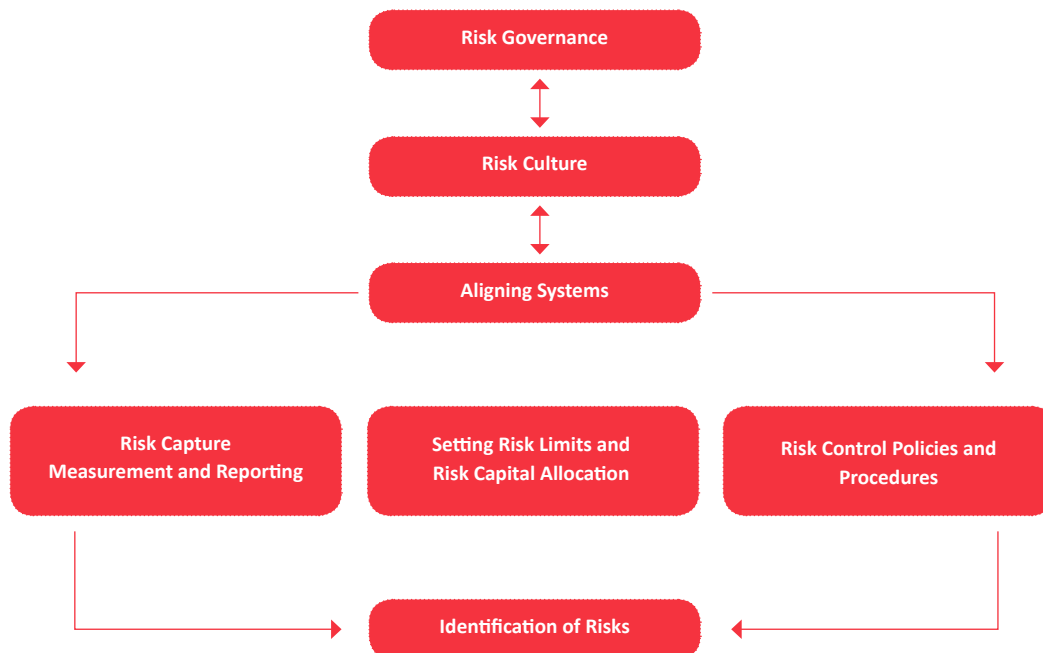 Risk Governance
Risk Culture
Aligning Systems
Risk Capture
Measurement and Reporting
Setting Risk Limits and
Risk Capital Allocation
Risk Control Policies and
Procedures
Identification of Risks